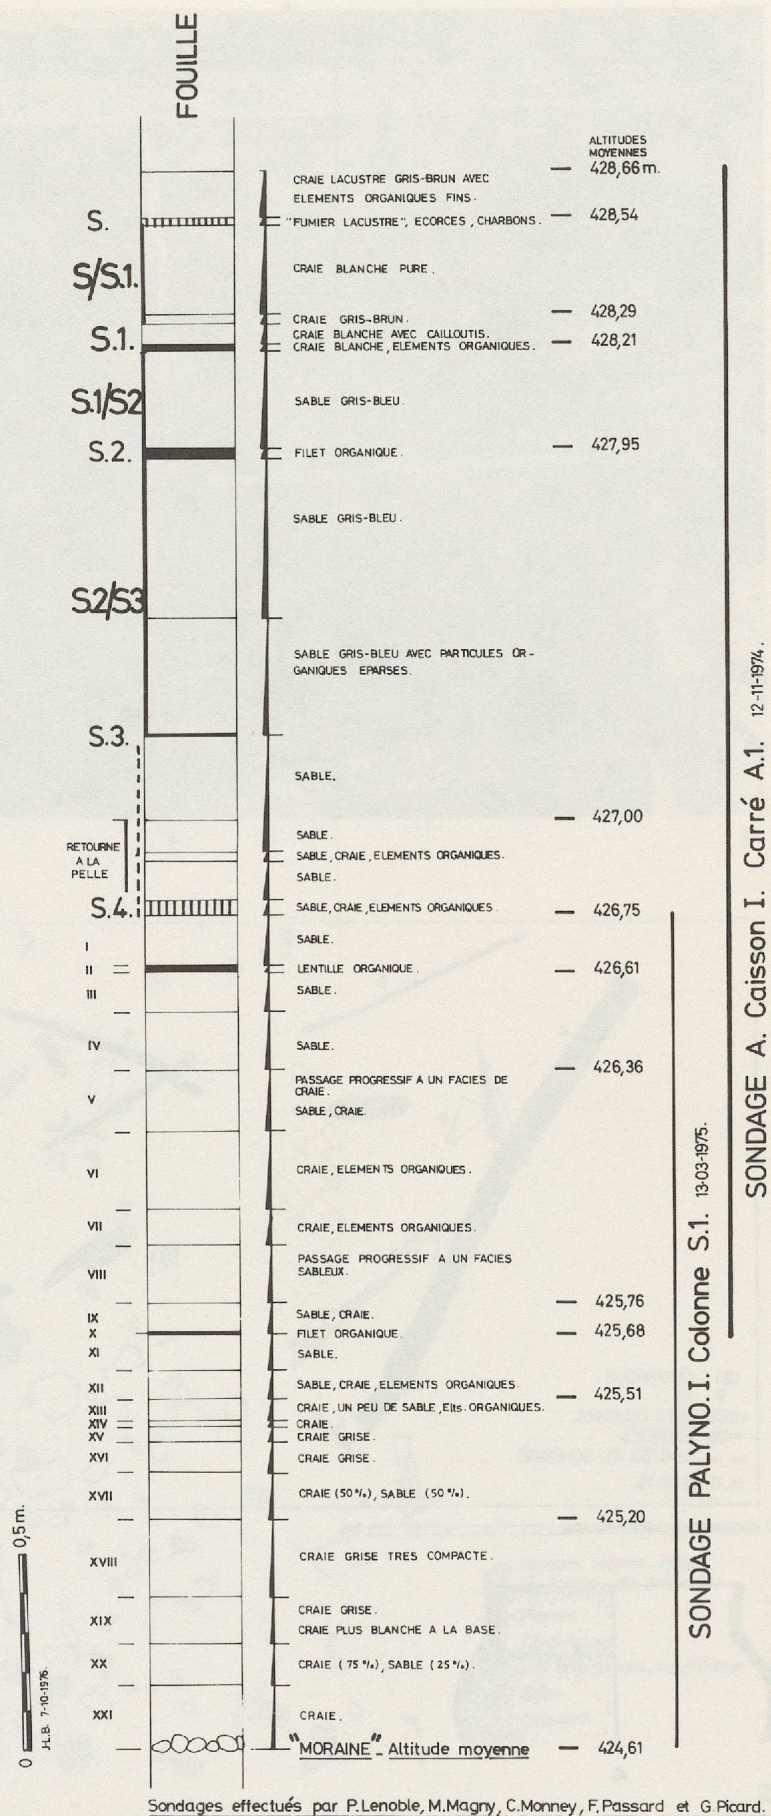 FOUILLE
ALTITUDES
MOYENNES
428,66 m.
CRAIE LACUSTRE GRIS-BRUN AVEC
ELEMENTS ORGANIQUES FINS.
S.
"FUMIER LACUSTRE", ECORCES, CHARBONS.
428,54
S/S.1.
CRAIE BLANCHE PURE.
428,29
CRAIE GRIS-BRUN.
S.1.
CRAIE BLANCHE AVEC CAILLOUTIS.
CRAIE BLANCHE, ELEMENTS ORGANIQUES.
428,21
S.1/S2
SABLE GRIS-BLEU.
S.2.
FILET ORGANIQUE.
427,95
SABLE GRIS-BLEU.
S.2/S3
SABLE GRIS-BLEU AVEC PARTICULES OR-
GANIQUES EPARSES.
S.3.
SABLE.
427,00
RETOURNE
A LA
PELLE
SABLE.
SABLE, CRAIE, ELEMENTS ORGANIQUES.
SABLE.
S.4.
SABLE, CRAIE, ELEMENTS ORGANIQUES
426,75
I
SABLE.
II
LENTILLE ORGANIQUE.
426,61
III
SABLE.
IV
SABLE.
426,36
V
PASSAGE PROGRESSIF A UN FACIES DE
CRAIE.
SABLE, CRAIE.
VI
CRAIE, ELEMENTS ORGANIQUES.
VII
CRAIE, ELEMENTS ORGANIQUES.
VIII
PASSAGE PROGRESSIF A UN FACIES
SABLEUX.
425,76
IX
SABLE, CRAIE.
X
FILET ORGANIQUE.
425,68
XI
SABLE.
XII
SABLE, CRAIE, ELEMENTS ORGANIQUES.
425,51
XIII
CRAIE, UN PEU DE SABLE, Elts. ORGANIQUES.
XIV
CRAIE.
XV
CRAIE GRISE.
XVI
CRAIE GRISE.
XVII
CRAIE (50 %), SABLE (50 %).
425,20
XVIII
CRAIE GRISE TRES COMPACTE.
XIX
CRAIE GRISE.
CRAIE PLUS BLANCHE A LA BASE.
XX
CRAIE (75 %), SABLE (25 %).
XXI
CRAIE.
"MORAINE"_ Altitude moyenne
424,61
0
0,5 m.
J-L.B. 7-10-1976.
SONDAGE PALYNO. I. Colonne S.1. 13-03-1975.
SONDAGE A. Caisson I. Carré A.1. 12-11-1974.
Sondages effectués par P. Lenoble, M. Magny, C. Monney, F. Passard et G. Picard.